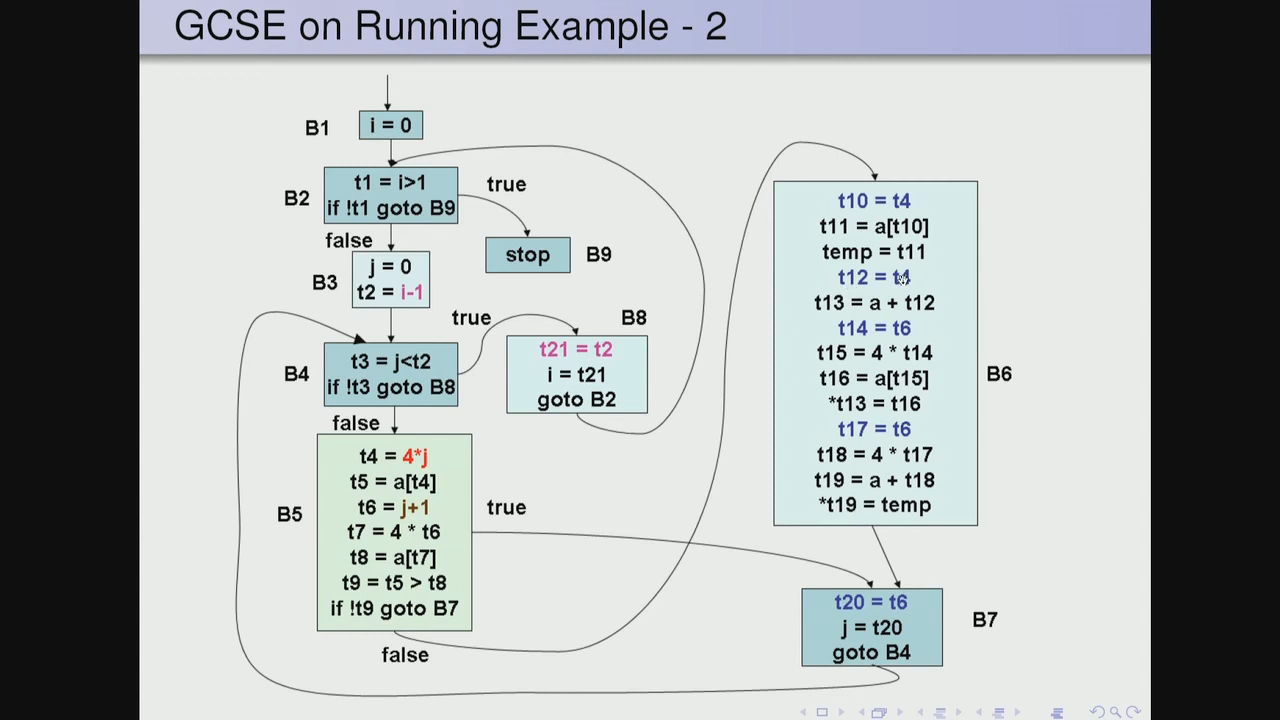 GCSE on Running Example - 2
B1
i = 0
B2
t1 = i>1
if !t1 goto B9
true
false
stop
B9
B3
j = 0
t2 = i-1
true
B8
t21 = t2
i = t21
goto B2
B4
t3 = j<t2
if !t3 goto B8
false
B5
t4 = 4*j
t5 = a[t4]
t6 = j+1
t7 = 4 * t6
t8 = a[t7]
t9 = t5 > t8
if !t9 goto B7
true
false
t10 = t4
t11 = a[t10]
temp = t11
t12 = t4
t13 = a + t12
t14 = t6
t15 = 4 * t14
t16 = a[t15]
*t13 = t16
t17 = t6
t18 = 4 * t17
t19 = a + t18
*t19 = temp
B6
t20 = t6
j = t20
goto B4
B7